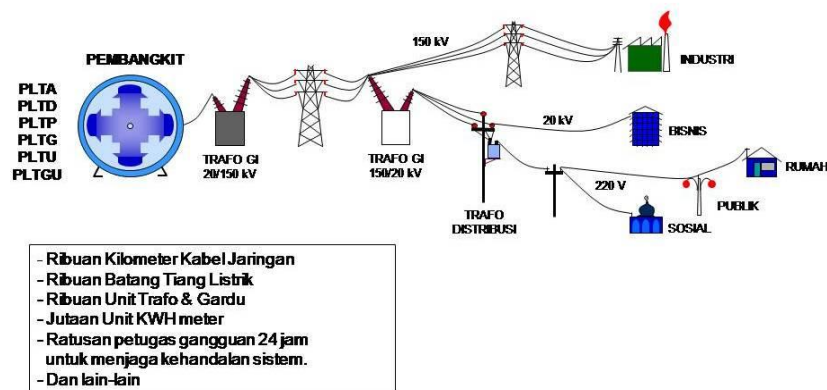 PEMBANGKIT
PLTA
PLTD
PLTP
PLTG
PLTU
PLTGU
TRAFO GI
20/150 kV
TRAFO GI
150/20 kV
150 kV
INDUSTRI
20 kV
BISNIS
TRAFO
DISTRIBUSI
220 V
RUMAH
PUBLIK
SOSIAL
- Ribuan Kilometer Kabel Jaringan
- Ribuan Batang Tiang Listrik
- Ribuan Unit Trafo & Gardu
- Jutaan Unit KWH meter
- Ratusan petugas gangguan 24 jam
untuk menjaga kehandalan sistem.
- Dan lain-lain